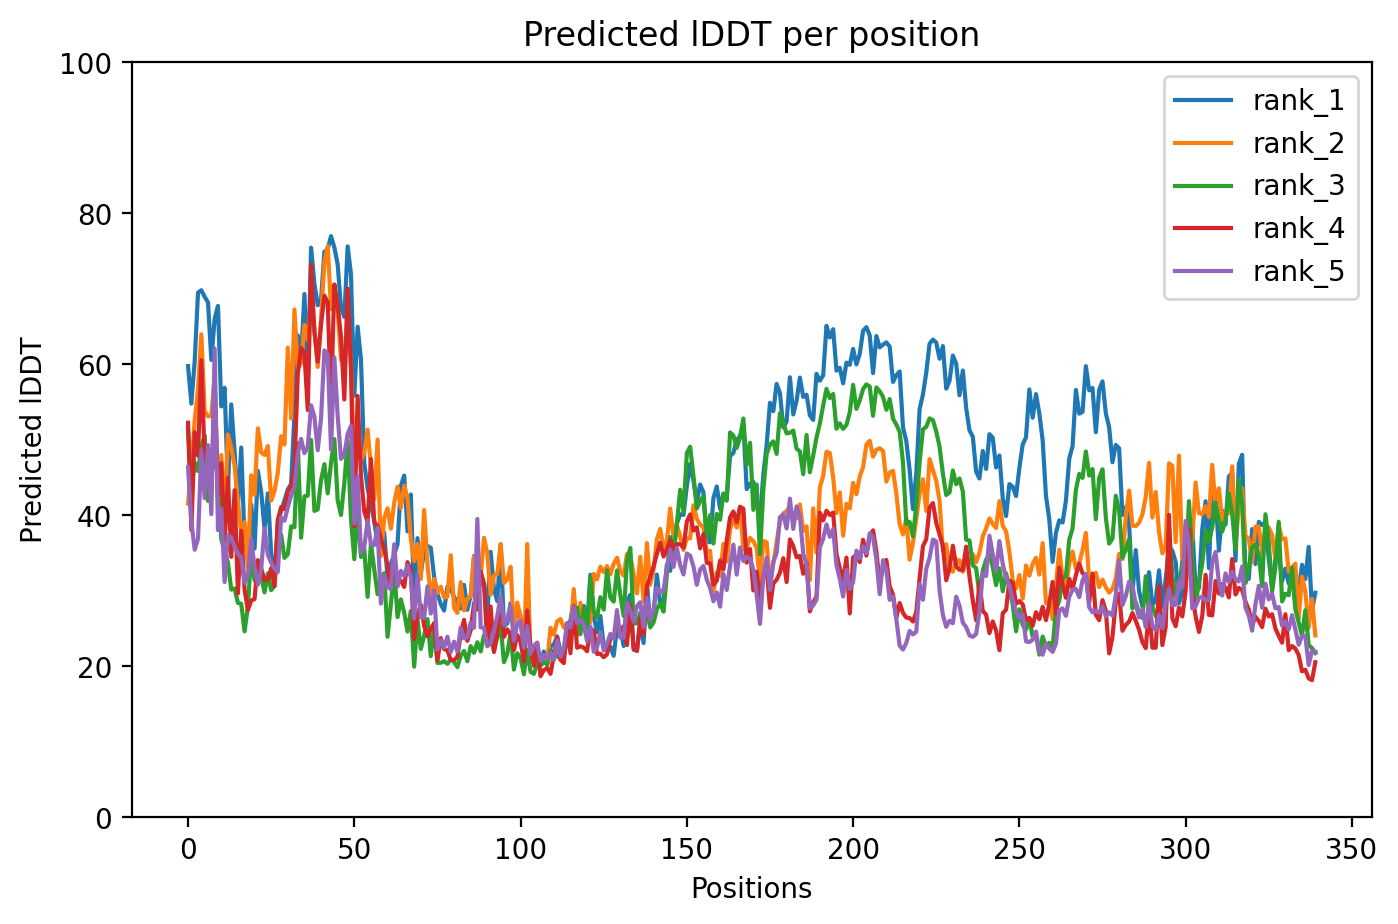 Predicted lDDT per position
100
80
60
40
20
0
Predicted lDDT
0 50 100 150 200 250 300 350
Positions
rank_1
rank_2
rank_3
rank_4
rank_5